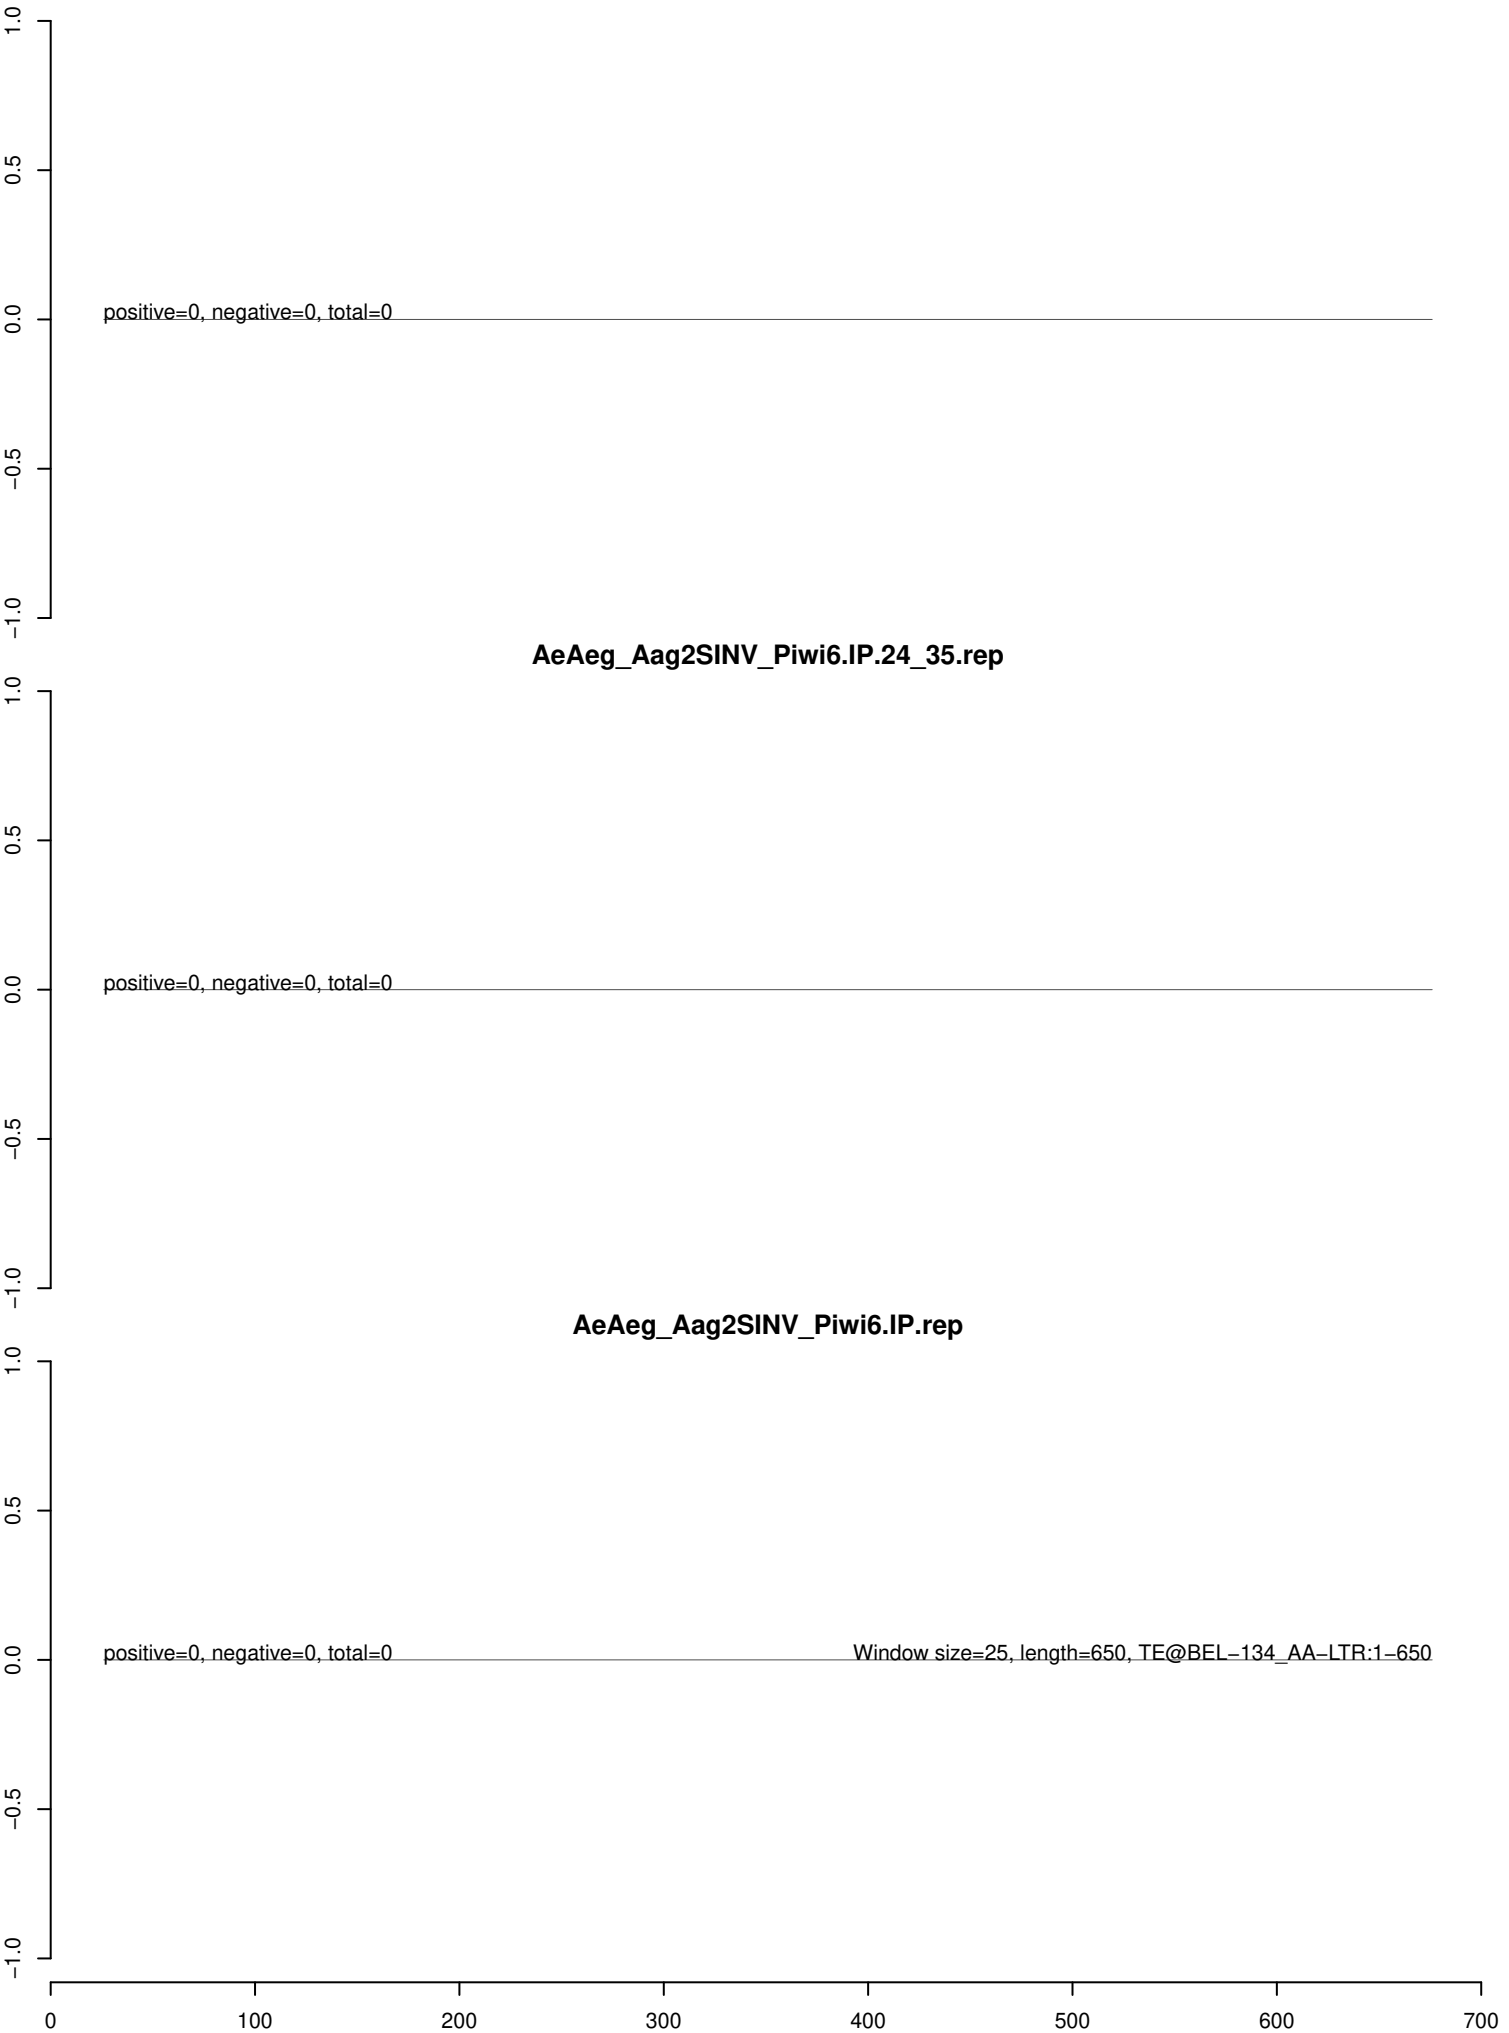 1.0
0.5
0.0
−0.5
−1.0
positive=0, negative=0, total=0
AeAeg_Aag2SINV_Piwi6.IP.24_35.rep
1.0
0.5
0.0
−0.5
−1.0
positive=0, negative=0, total=0
AeAeg_Aag2SINV_Piwi6.IP.rep
1.0
0.5
0.0
−0.5
−1.0
positive=0, negative=0, total=0
Window size=25, length=650, TE@BEL−134_AA−LTR:1−650
0 100 200 300 400 500 600 700